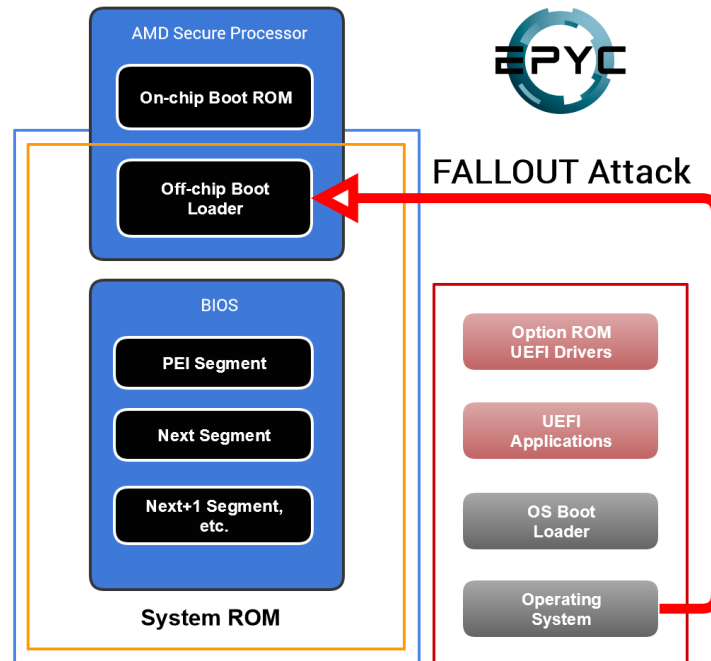 AMD Secure Processor
On-chip Boot ROM
Off-chip Boot
Loader
BIOS
PEI Segment
Next Segment
Next+1 Segment,
etc.
System ROM
EPYC
FALLOUT Attack
Option ROM
UEFI Drivers
UEFI
Applications
OS Boot
Loader
Operating
System